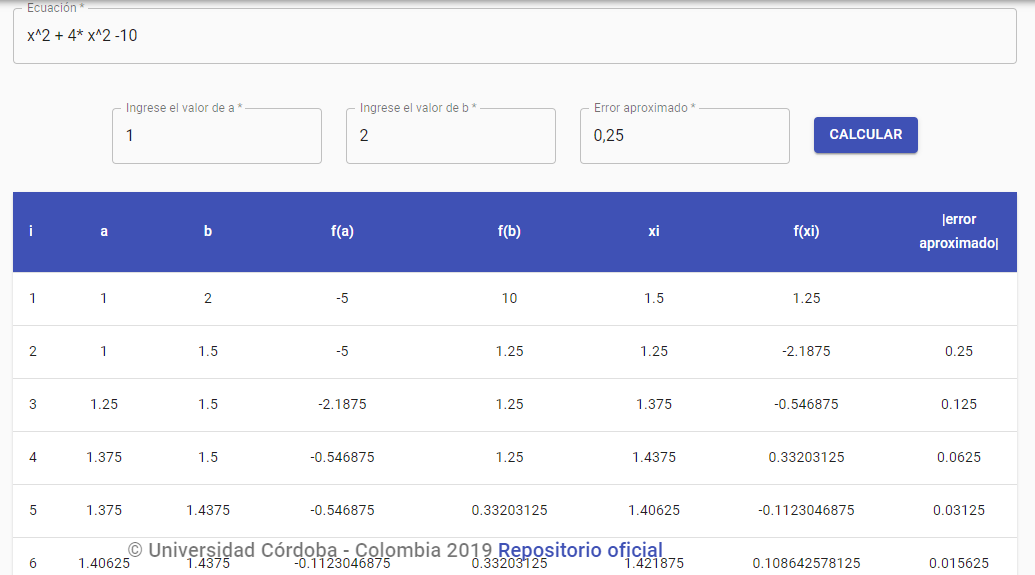 Ecuación *
x^2 + 4* x^2 -10
Ingrese el valor de a * Ingrese el valor de b * Error aproximado *
1 2 0,25 CALCULAR
i a b f(a) f(b) xi f(xi) |error
aproximado|
1 1 2 -5 10 1.5 1.25
2 1 1.5 -5 1.25 1.25 -2.1875 0.25
3 1.25 1.5 -2.1875 1.25 1.375 -0.546875 0.125
4 1.375 1.5 -0.546875 1.25 1.4375 0.33203125 0.0625
5 1.375 1.4375 -0.546875 0.33203125 1.40625 -0.1123046875 0.03125
© Universidad Córdoba - Colombia 2019 Repositorio oficial
6 1.40625 1.4375 -0.1123046875 0.33203125 1.421875 0.108642578125 0.015625